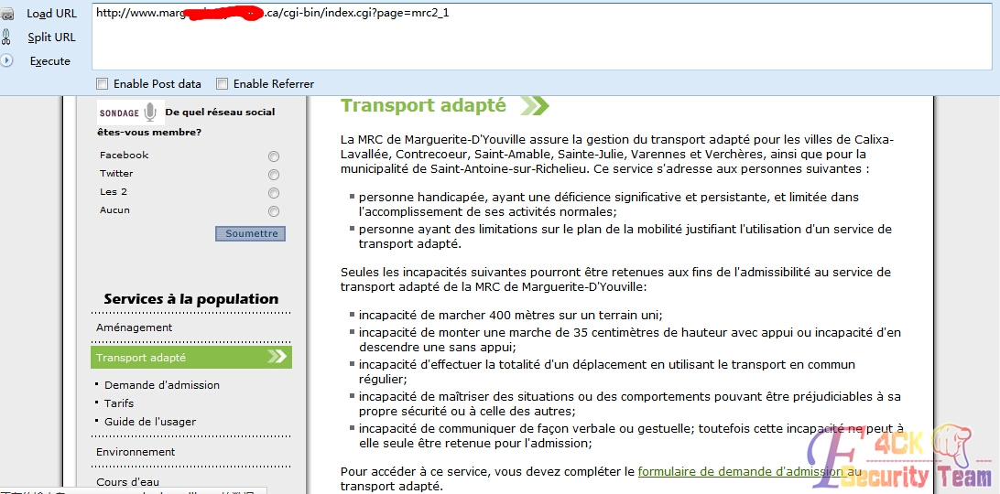 Load URL
http://www.marg
.ca/cgi-bin/index.cgi?page=mrc2_1
Split URL
Execute
Enable Post data
Enable Referrer
SONDAGE
De quel réseau social
êtes-vous membre?
Facebook
Twitter
Les 2
Aucun
Soumettre
Services à la population
Aménagement
Transport adapté
Demande d'admission
Tarifs
Guide de l'usager
Environnement
Cours d'eau
Transport adapté
La MRC de Marguerite-D'Youville assure la gestion du transport adapté pour les villes de Calixa-
Lavallée, Contrecoeur, Saint-Amable, Sainte-Julie, Varennes et Verchères, ainsi que pour la
municipalité de Saint-Antoine-sur-Richelieu. Ce service s'adresse aux personnes suivantes :
personne handicapée, ayant une déficience significative et persistante, et limitée dans
l'accomplissement de ses activités normales;
personne ayant des limitations sur le plan de la mobilité justifiant l'utilisation d'un service de
transport adapté.
Seules les incapacités suivantes pourront être retenues aux fins de l'admissibilité au service de
transport adapté de la MRC de Marguerite-D'Youville:
incapacité de marcher 400 mètres sur un terrain uni;
incapacité de monter une marche de 35 centimètres de hauteur avec appui ou incapacité d'en
descendre une sans appui;
incapacité d'effectuer la totalité d'un déplacement en utilisant le transport en commun
régulier;
incapacité de maîtriser des situations ou des comportements pouvant être préjudiciables à sa
propre sécurité ou à celle des autres;
incapacité de communiquer de façon verbale ou gestuelle; toutefois cette incapacité ne peut à
elle seule être retenue pour l'admission;
Pour accéder à ce service, vous devez compléter le formulaire de demande d'admission au
transport adapté.
F4CK
Security Team